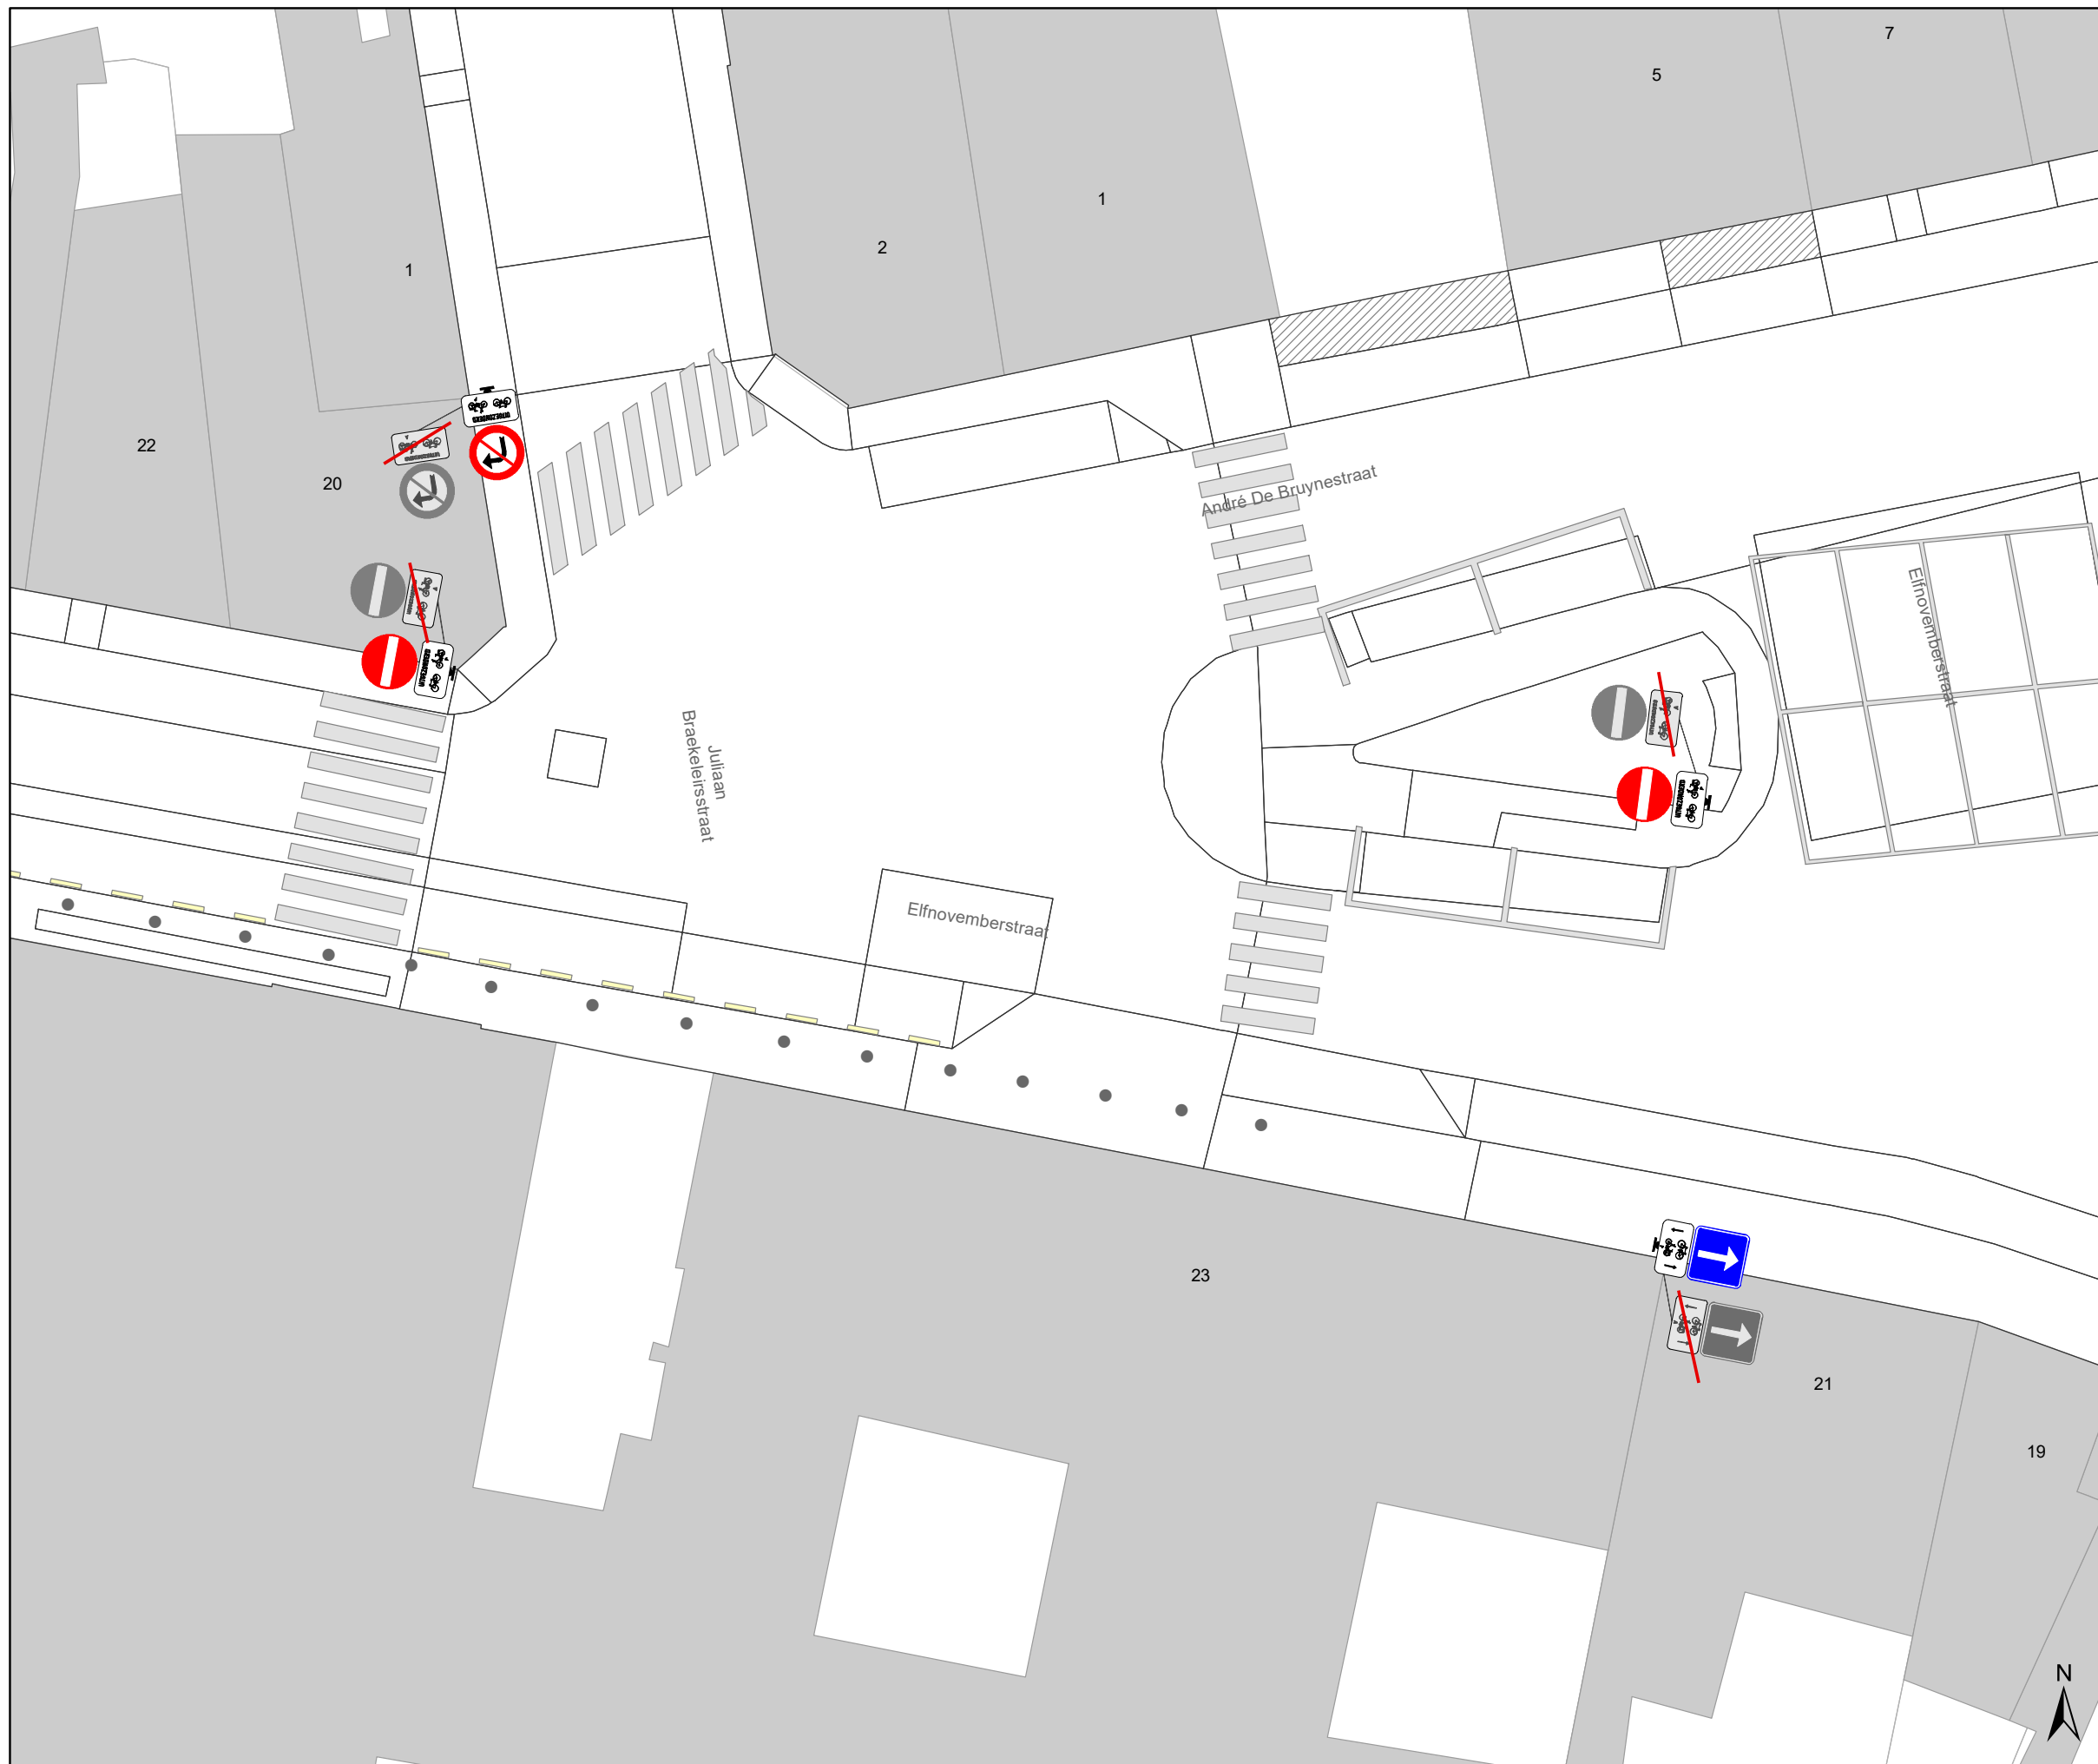 7
5
1
2
1
22
20
André De Bruynestraat
Elfnovemberstraat
Juliaan
Braekeleirsstraat
Elfnovemberstraat
23
21
19
N